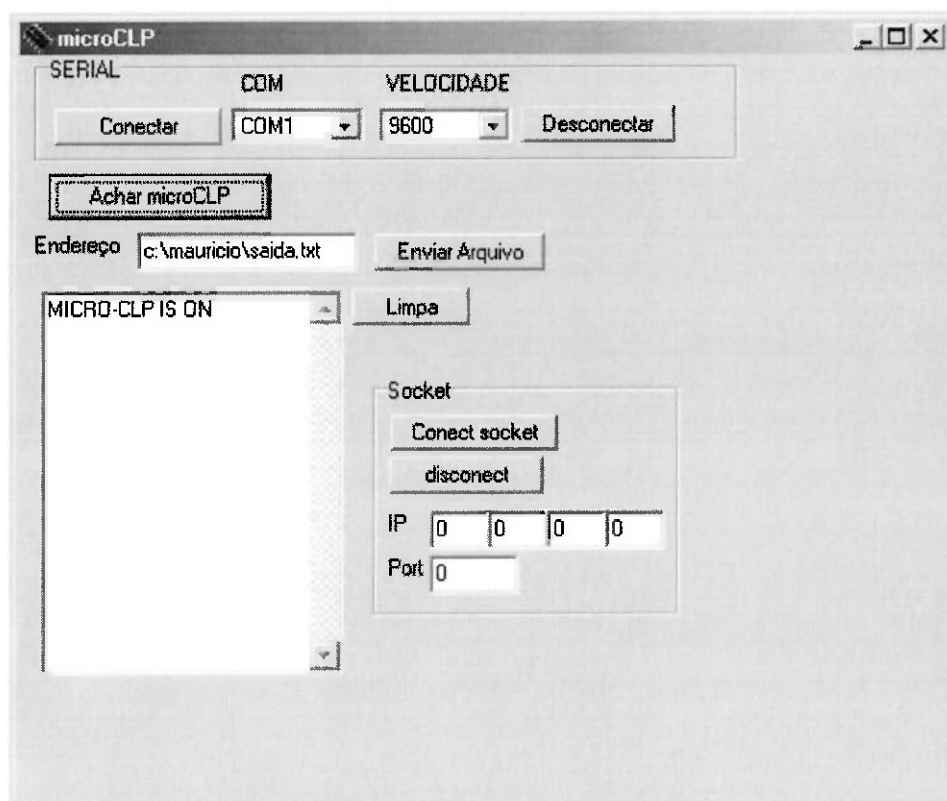 microCLP
SERIAL
COM VELOCIDADE
Conectar COM1 9600 Desconectar
Achar microCLP
Endereço c:\mauricio\saida.txt Enviar Arquivo
MICRO-CLP IS ON Limpa
Socket
Conect socket
disconect
IP 0 0 0 0
Port 0